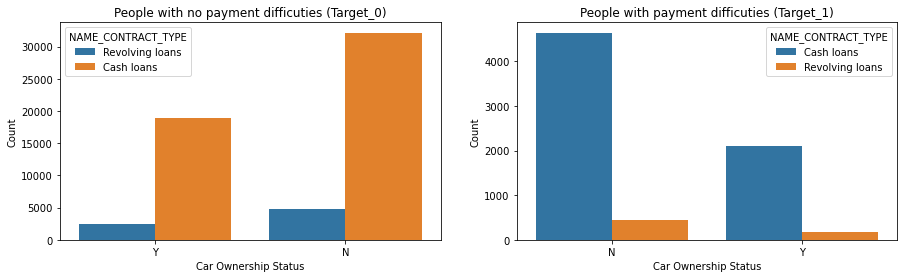 People with no payment difficuties (Target_0)
NAME_CONTRACT_TYPE
Revolving loans
Cash loans
Count
30000
25000
20000
15000
10000
5000
0
Y
N
Car Ownership Status
People with payment difficuties (Target_1)
NAME_CONTRACT_TYPE
Cash loans
Revolving loans
Count
4000
3000
2000
1000
0
N
Y
Car Ownership Status